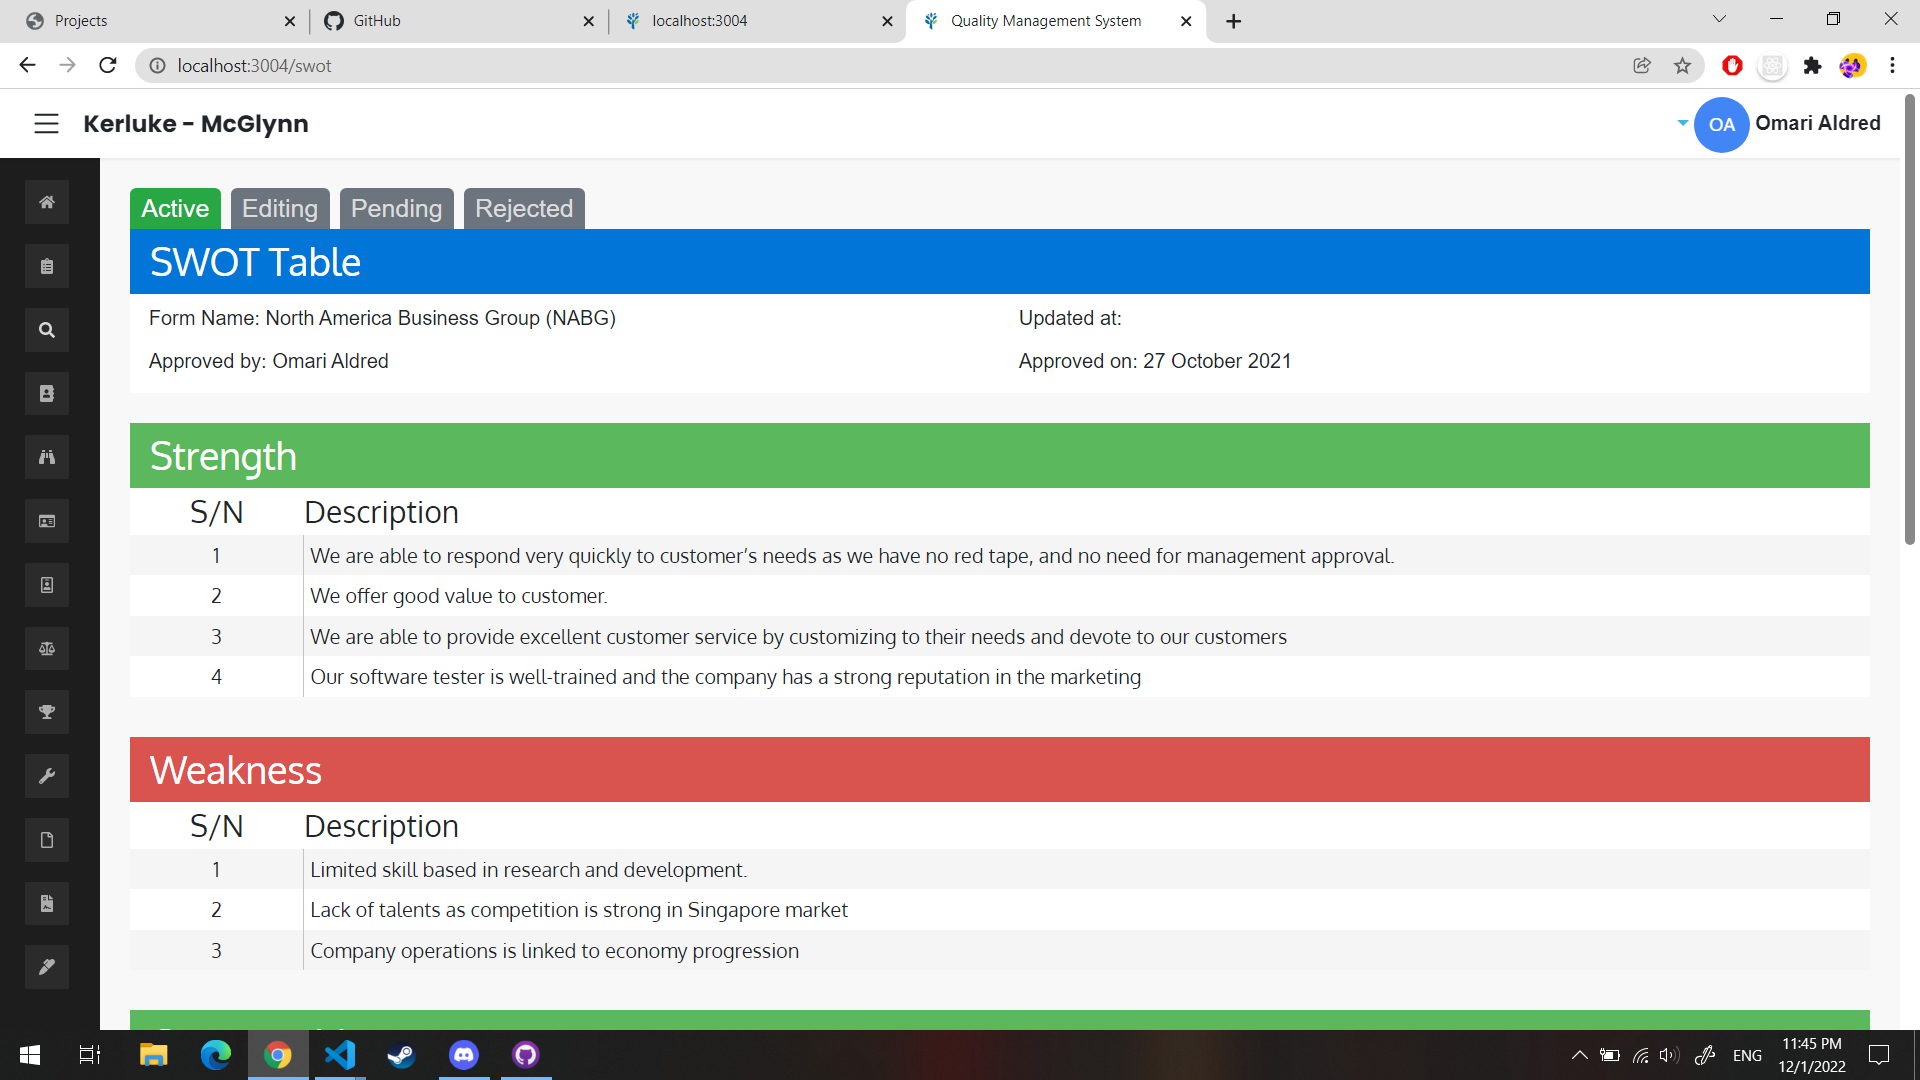 Projects
GitHub
localhost:3004
Quality Management System
localhost:3004/swot
Kerluke - McGlynn
OA
Omari Aldred
Active
Editing
Pending
Rejected
SWOT Table
Form Name: North America Business Group (NABG)
Updated at:
Approved by: Omari Aldred
Approved on: 27 October 2021
Strength
S/N Description
1 We are able to respond very quickly to customer’s needs as we have no red tape, and no need for management approval.
2 We offer good value to customer.
3 We are able to provide excellent customer service by customizing to their needs and devote to our customers
4 Our software tester is well-trained and the company has a strong reputation in the marketing
Weakness
S/N Description
1 Limited skill based in research and development.
2 Lack of talents as competition is strong in Singapore market
3 Company operations is linked to economy progression
ENG
11:45 PM
12/1/2022